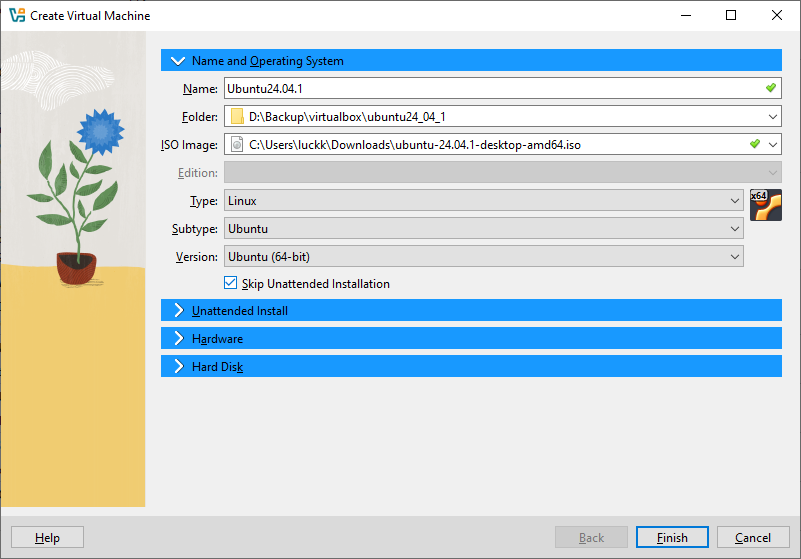 Create Virtual Machine
Name and Operating System
Name: Ubuntu24.04.1
Folder: D:\Backup\virtualbox\ubuntu24_04_1
ISO Image: C:\Users\luckk\Downloads\ubuntu-24.04.1-desktop-amd64.iso
Edition:
Type: Linux
x64
Subtype: Ubuntu
Version: Ubuntu (64-bit)
Skip Unattended Installation
Unattended Install
Hardware
Hard Disk
Help Back Finish Cancel